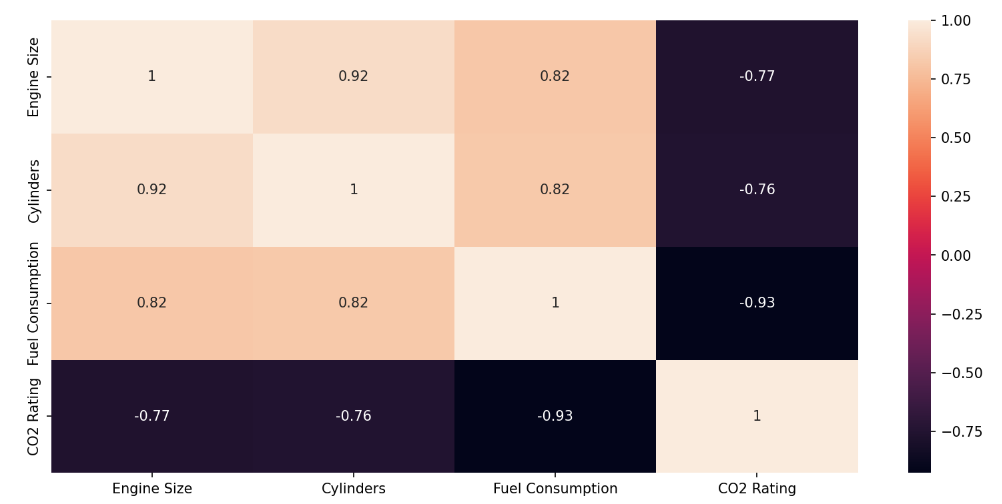 Engine Size 1 0.92 0.82 -0.77
Cylinders 0.92 1 0.82 -0.76
Fuel Consumption 0.82 0.82 1 -0.93
CO2 Rating -0.77 -0.76 -0.93 1
Engine Size Cylinders Fuel Consumption CO2 Rating
1.00
0.75
0.50
0.25
0.00
−0.25
−0.50
−0.75